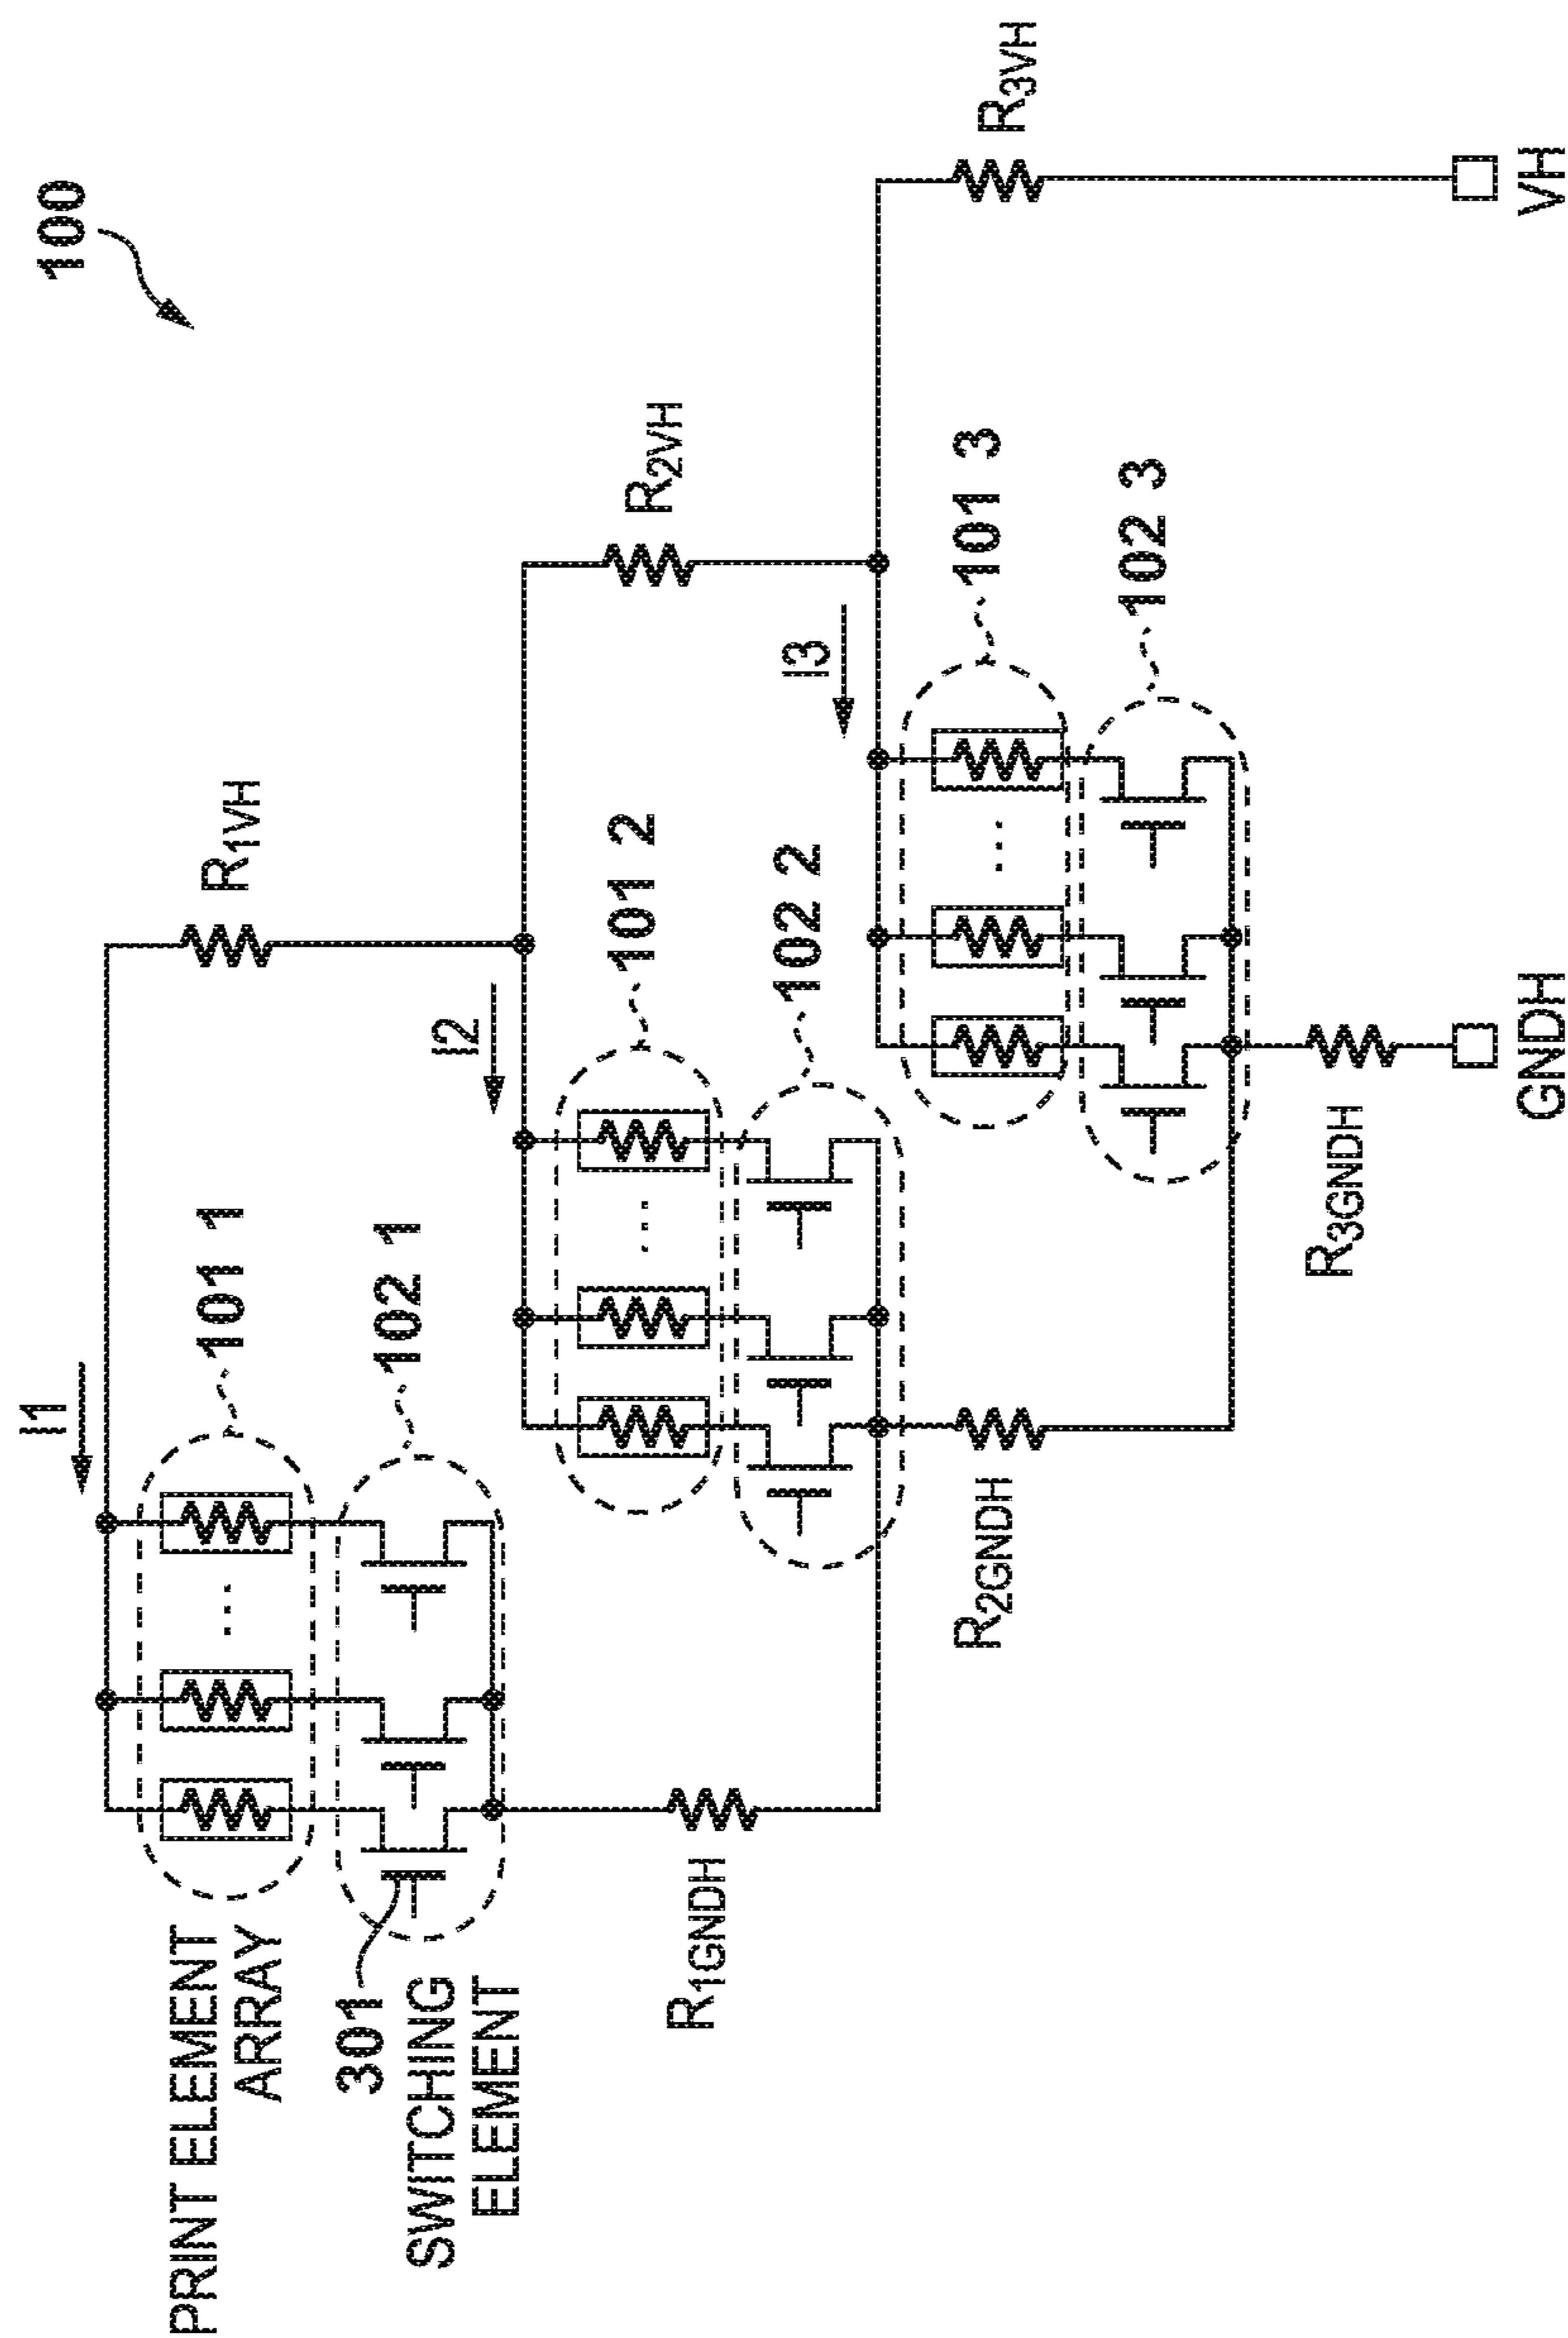 100
I1
PRINT ELEMENT
ARRAY
101 1
R1VH
301
102 1
SWITCHING
ELEMENT
I2
101 2
R2VH
R1GNDH
102 2
I3
R2GNDH
101 3
R3VH
102 3
R3GNDH
GNDH
VH